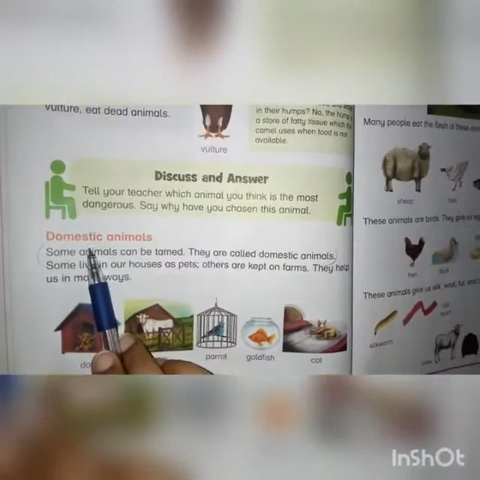 vulture, eat dead animals.
vulture
in their humps? No, the hump
a store of fatty tissue which the
camel uses when food is not
available.
Discuss and Answer
Tell your teacher which animal you think is the most
dangerous. Say why have you chosen this animal.
Domestic animals
Some animals can be tamed. They are called domestic animals.
Some live in our houses as pets; others are kept on farms. They help
us in many ways.
parrot
goldfish
cat
Many people eat the flesh of these
sheep
hen
These animals are birds. They give us
hen
duck
These animals give us silk, wool, fur, and
silkworm
InShOt